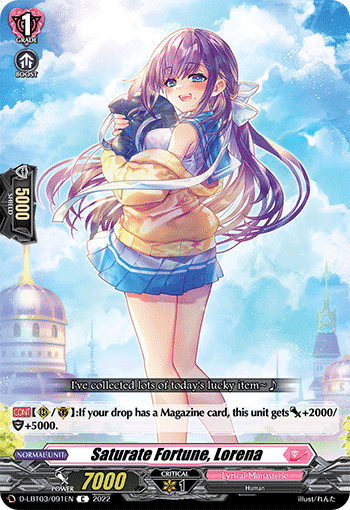 1
GRADE
BOOST
5000
SHIELD
I've collected lots of today's lucky item~♪
CONT【 / 】:If your drop has a Magazine card, this unit gets +2000/
+5000.
NORMAL UNIT
Saturate Fortune, Lorena
POWER 7000 CRITICAL 1 Lyrical Monasterio
Human
D-LBT03/091EN C 2022 illust/れんた